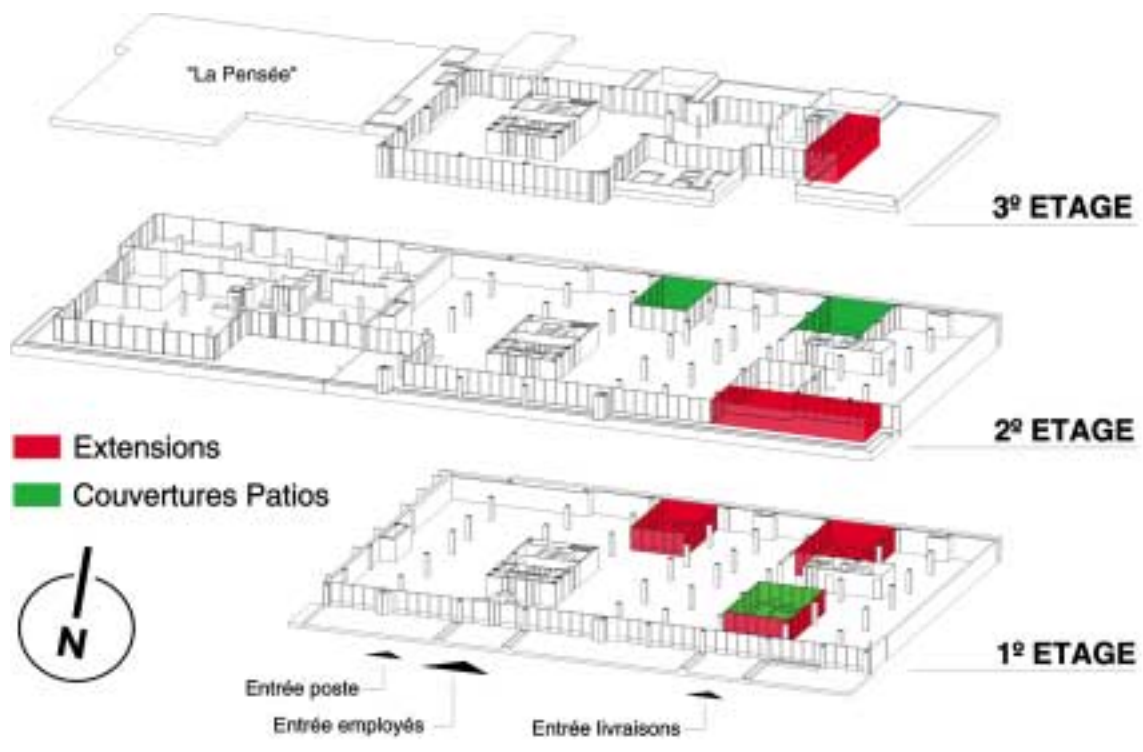 "La Pensée"
3º ETAGE
2º ETAGE
Extensions
Couvertures Patios
N
1º ETAGE
Entrée poste
Entrée employés
Entrée livraisons